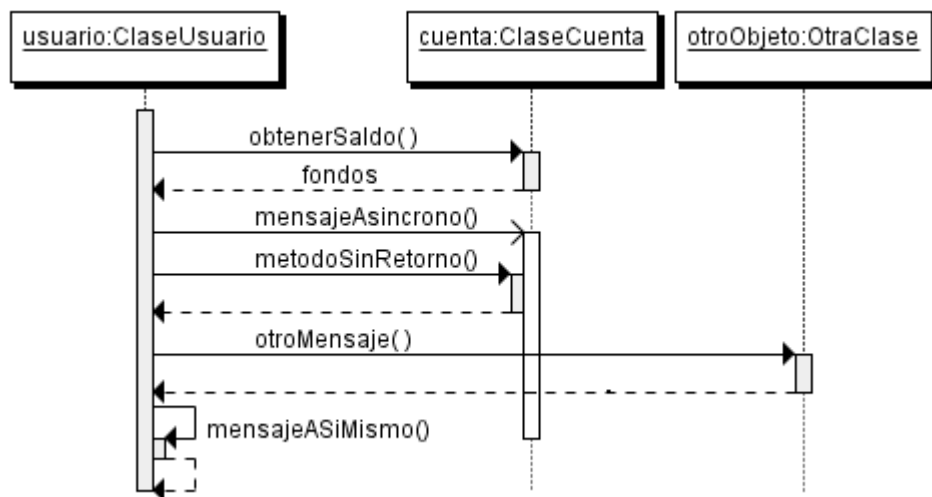 usuario:ClaseUsuario
cuenta:ClaseCuenta
otroObjeto:OtraClase
obtenerSaldo( )
fondos
mensajeAsincrono()
metodoSinRetorno()
otroMensaje( )
mensajeASiMismo()